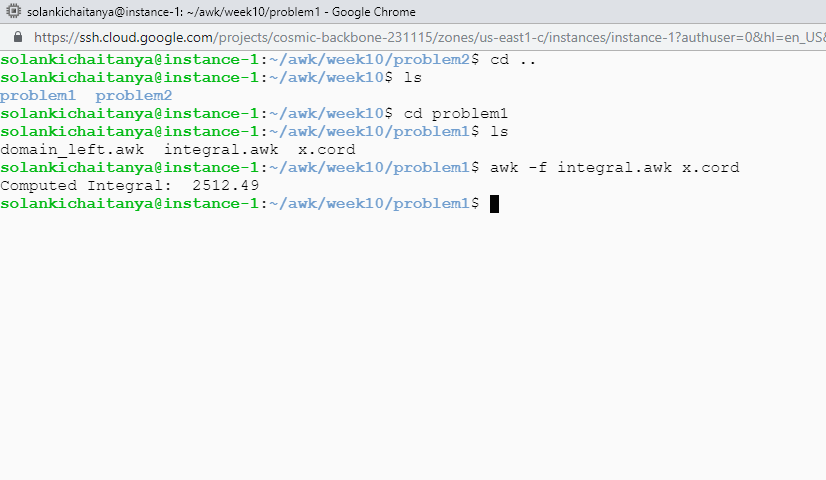 solankichaitanya@instance-1: ~/awk/week10/problem1 - Google Chrome
https://ssh.cloud.google.com/projects/cosmic-backbone-231115/zones/us-east1-c/instances/instance-1?authuser=0&hl=en_US&
solankichaitanya@instance-1:~/awk/week10/problem2$ cd ..
solankichaitanya@instance-1:~/awk/week10$ ls
problem1  problem2
solankichaitanya@instance-1:~/awk/week10$ cd problem1
solankichaitanya@instance-1:~/awk/week10/problem1$ ls
domain_left.awk  integral.awk  x.cord
solankichaitanya@instance-1:~/awk/week10/problem1$ awk -f integral.awk x.cord
Computed Integral:  2512.49
solankichaitanya@instance-1:~/awk/week10/problem1$